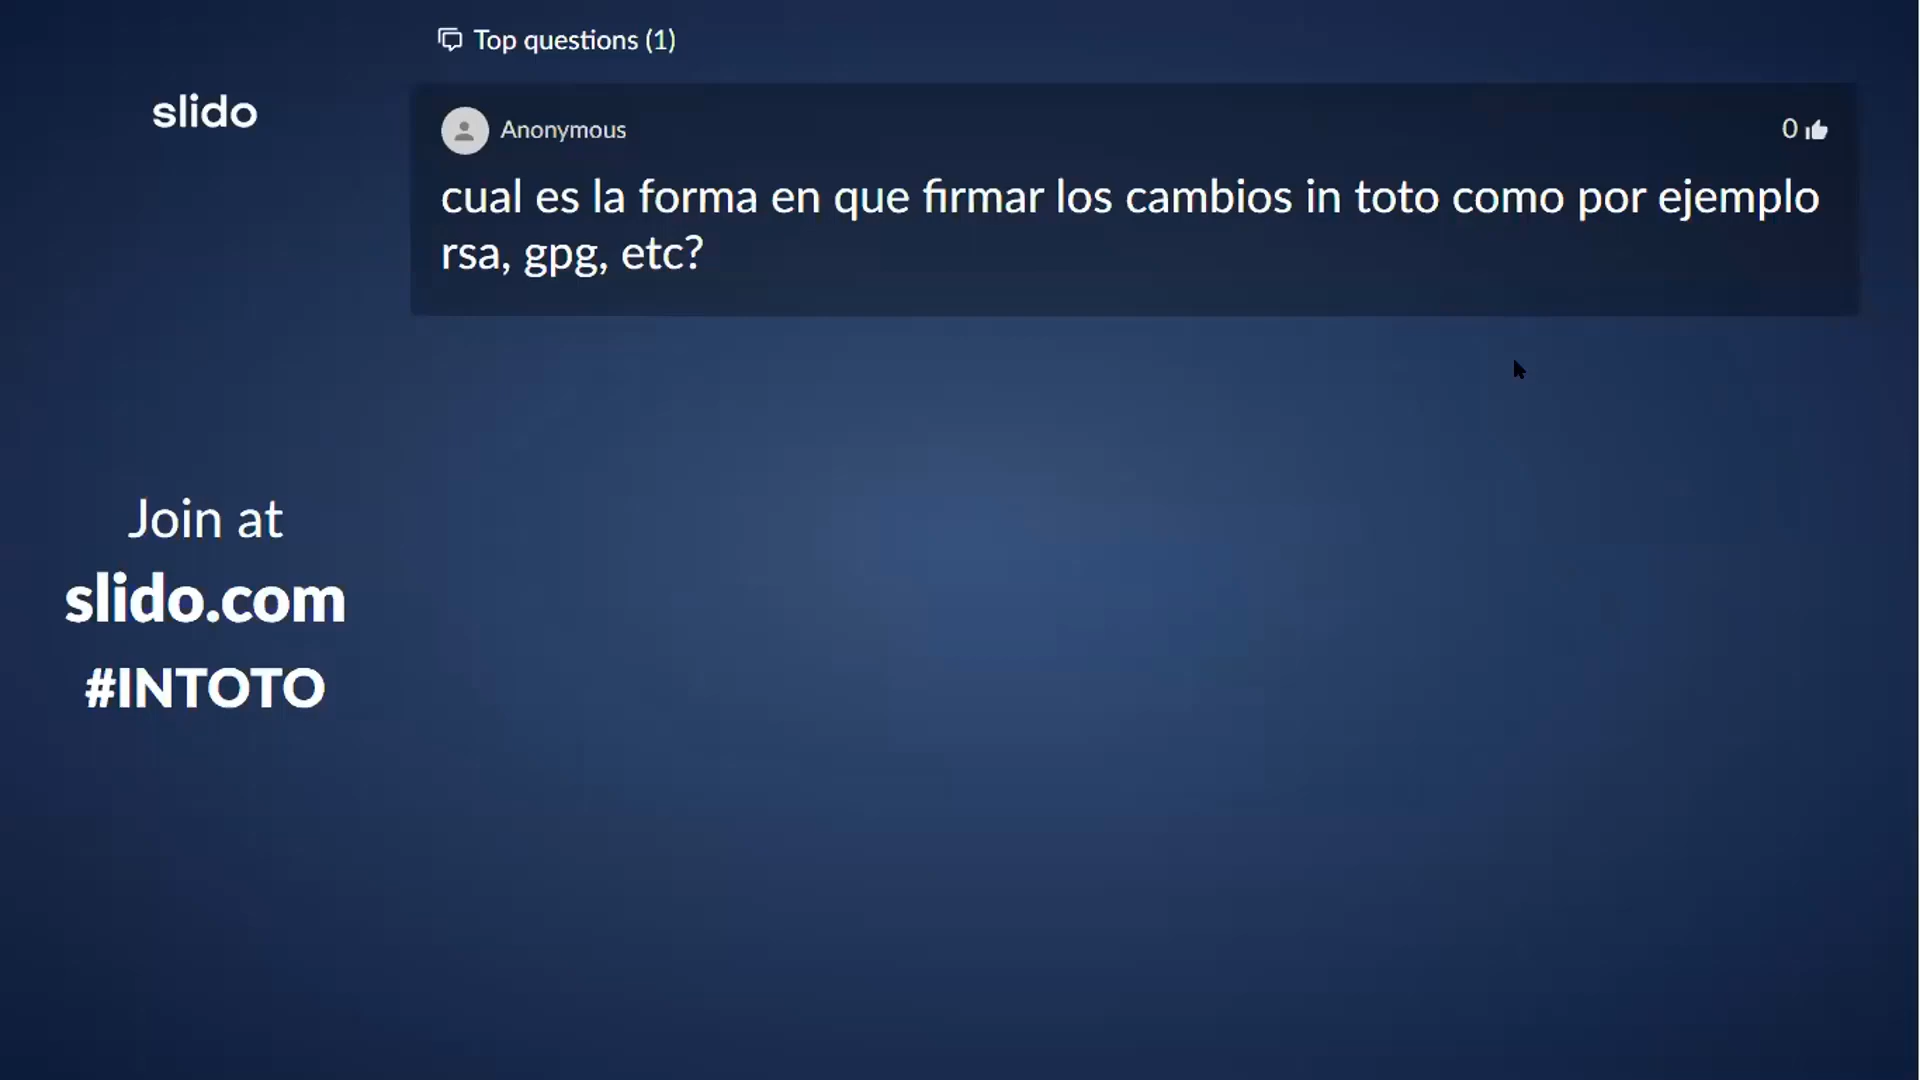 Top questions (1)
slido
Anonymous
0
cual es la forma en que firmar los cambios in toto como por ejemplo
rsa, gpg, etc?
Join at
slido.com
#INTOTO